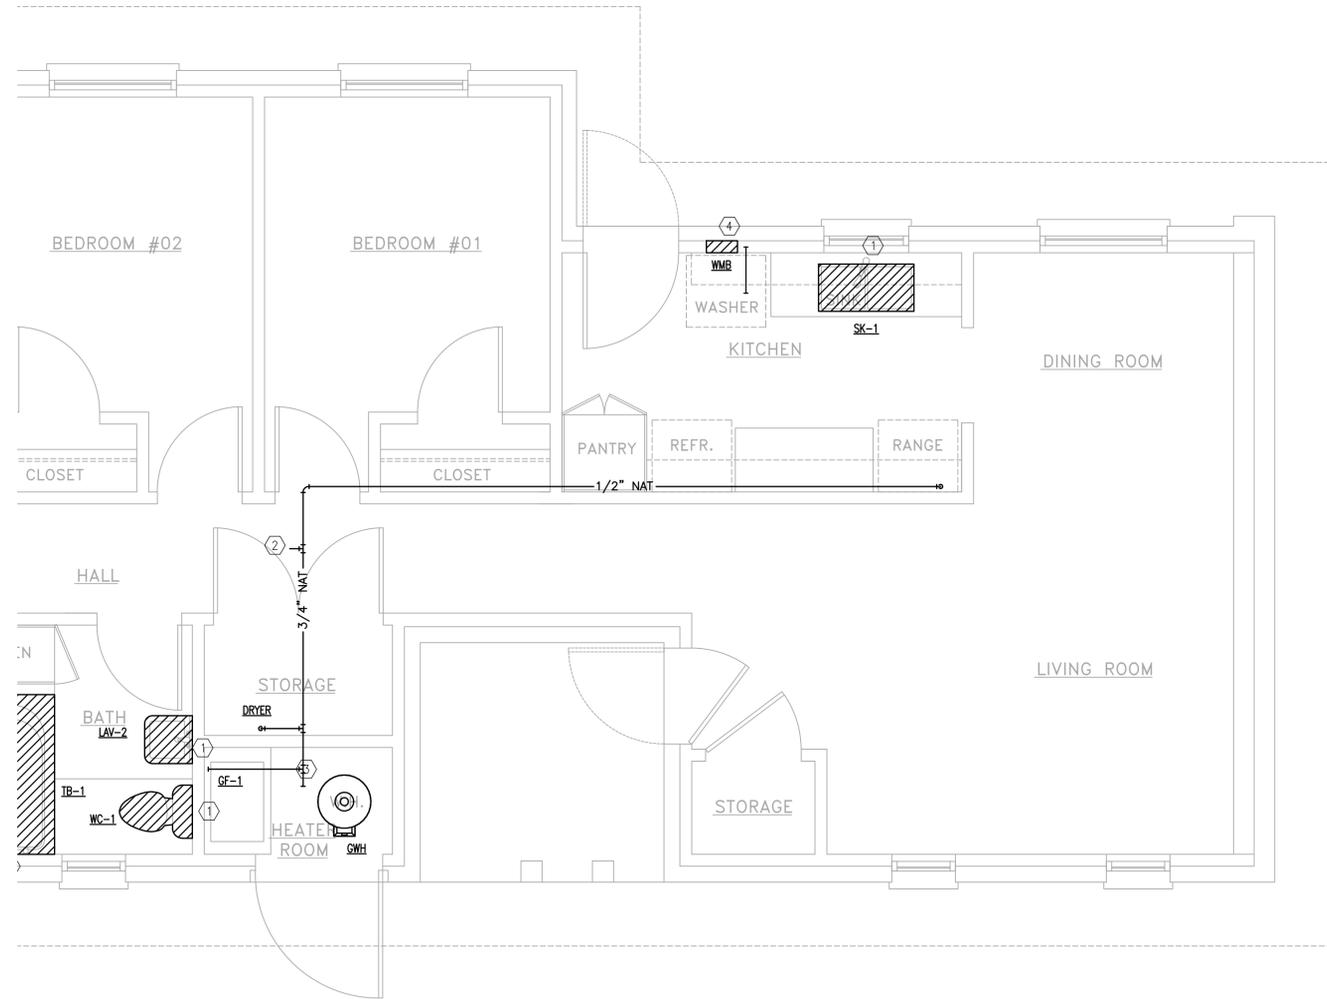 4
BEDROOM #02
BEDROOM #01
1
WMB
WASHER
SINK
SK-1
KITCHEN
DINING ROOM
PANTRY
REFR.
RANGE
CLOSET
CLOSET
1/2" NAT
2
HALL
3/4" NAT
EN
LIVING ROOM
STORAGE
DRYER
BATH
LAV-2
1
3
GF-1
TB-1
WC-1
1
W.H.
STORAGE
HEATER
ROOM
GWH